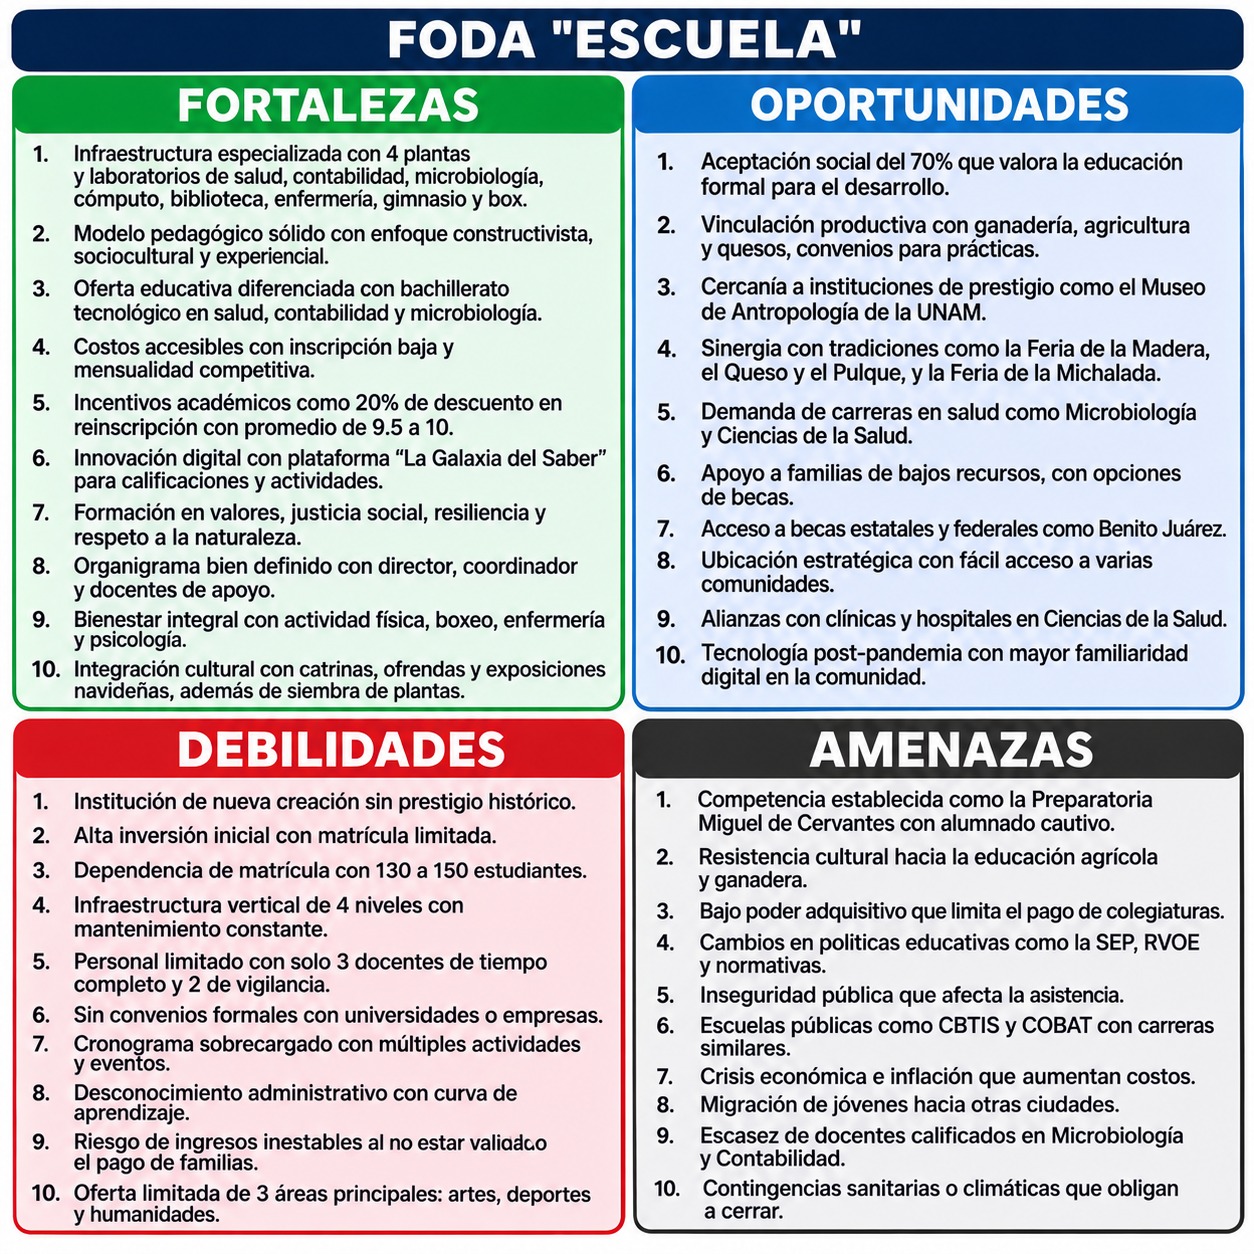 FODA "ESCUELA"
FORTALEZAS
1. Infraestructura especializada con 4 plantas
y laboratorios de salud, contabilidad, microbiología,
cómputo, biblioteca, enfermería, gimnasio y box.
2. Modelo pedagógico sólido con enfoque constructivista,
sociocultural y experiencial.
3. Oferta educativa diferenciada con bachillerato
tecnológico en salud, contabilidad y microbiología.
4. Costos accesibles con inscripción baja y
mensualidad competitiva.
5. Incentivos académicos como 20% de descuento en
reinscripción con promedio de 9.5 a 10.
6. Innovación digital con plataforma “La Galaxia del Saber”
para calificaciones y actividades.
7. Formación en valores, justicia social, resiliencia y
respeto a la naturaleza.
8. Organigrama bien definido con director, coordinador
y docentes de apoyo.
9. Bienestar integral con actividad física, boxeo, enfermería
y psicología.
10. Integración cultural con catrinas, ofrendas y exposiciones
navideñas, además de siembra de plantas.
OPORTUNIDADES
1. Aceptación social del 70% que valora la educación
formal para el desarrollo.
2. Vinculación productiva con ganadería, agricultura
y quesos, convenios para prácticas.
3. Cercanía a instituciones de prestigio como el Museo
de Antropología de la UNAM.
4. Sinergia con tradiciones como la Feria de la Madera,
el Queso y el Pulque, y la Feria de la Michalada.
5. Demanda de carreras en salud como Microbiología
y Ciencias de la Salud.
6. Apoyo a familias de bajos recursos, con opciones
de becas.
7. Acceso a becas estatales y federales como Benito Juárez.
8. Ubicación estratégica con fácil acceso a varias
comunidades.
9. Alianzas con clínicas y hospitales en Ciencias de la Salud.
10. Tecnología post-pandemia con mayor familiaridad
digital en la comunidad.
DEBILIDADES
1. Institución de nueva creación sin prestigio histórico.
2. Alta inversión inicial con matrícula limitada.
3. Dependencia de matrícula con 130 a 150 estudiantes.
4. Infraestructura vertical de 4 niveles con
mantenimiento constante.
5. Personal limitado con solo 3 docentes de tiempo
completo y 2 de vigilancia.
6. Sin convenios formales con universidades o empresas.
7. Cronograma sobrecargado con múltiples actividades
y eventos.
8. Desconocimiento administrativo con curva de
aprendizaje.
9. Riesgo de ingresos inestables al no estar
el pago de familias.
10. Oferta limitada de 3 áreas principales: artes, deportes
y humanidades.
AMENAZAS
1. Competencia establecida como la Preparatoria
Miguel de Cervantes con alumnado cautivo.
2. Resistencia cultural hacia la educación agrícola
y ganadera.
3. Bajo poder adquisitivo que limita el pago de colegiaturas.
4. Cambios en politicas educativas como la SEP, RVOE
y normativas.
5. Inseguridad pública que afecta la asistencia.
6. Escuelas públicas como CBTIS y COBAT con carreras
similares.
7. Crisis económica e inflación que aumentan costos.
8. Migración de jóvenes hacia otras ciudades.
9. Escasez de docentes calificados en Microbiología
y Contabilidad.
10. Contingencias sanitarias o climáticas que obligan
a cerrar.